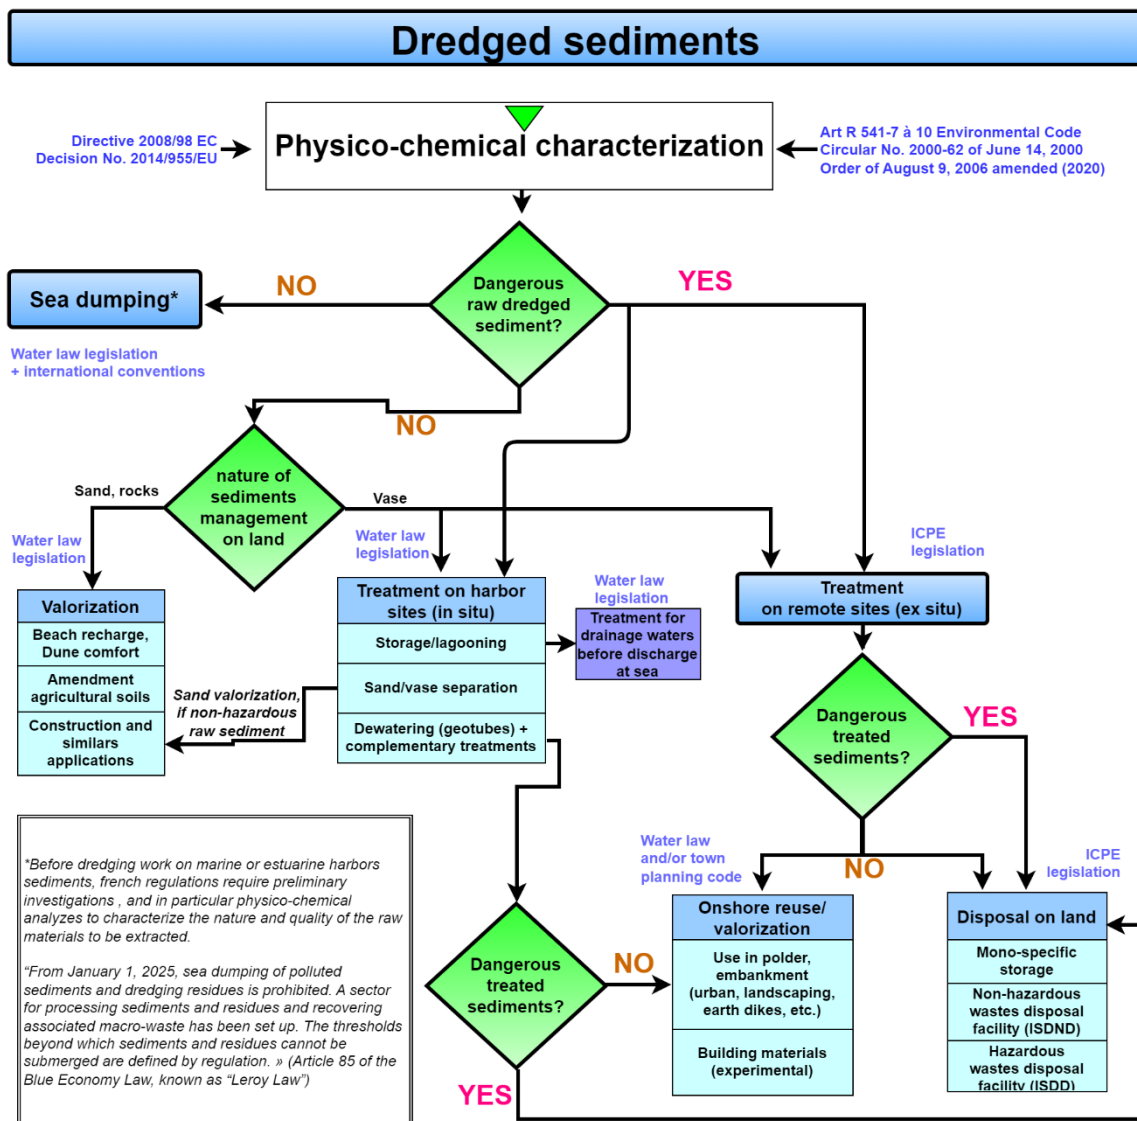 Dredged sediments
Directive 2008/98 EC
Decision No. 2014/955/EU
Physico-chemical characterization
Art R 541-7 à 10 Environmental Code
Circular No. 2000-62 of June 14, 2000
Order of August 9, 2006 amended (2020)
Sea dumping*
NO
Dangerous
raw dredged
sediment?
YES
Water law legislation
+ international conventions
NO
Sand, rocks
nature of
sediments
management
on land
Vase
Water law
legislation
Water law
legislation
ICPE
legislation
Valorization
Beach recharge,
Dune comfort
Amendment
agricultural soils
Construction and
similars
applications
Treatment on harbor
sites (in situ)
Storage/lagooning
Sand/vase separation
Dewatering (geotubes) +
complementary treatments
Water law
legislation
Treatment for
drainage waters
before discharge
at sea
Treatment
on remote sites (ex situ)
Sand valorization,
if non-hazardous
raw sediment
Dangerous
treated
sediments?
YES
NO
Water law
and/or town
planning code
ICPE
legislation
*Before dredging work on marine or estuarine harbors
sediments, french regulations require preliminary
investigations , and in particular physico-chemical
analyzes to characterize the nature and quality of the raw
materials to be extracted.
"From January 1, 2025, sea dumping of polluted
sediments and dredging residues is prohibited. A sector
for processing sediments and residues and recovering
associated macro-waste has been set up. The thresholds
beyond which sediments and residues cannot be
submerged are defined by regulation. » (Article 85 of the
Blue Economy Law, known as “Leroy Law”)
Dangerous
treated
sediments?
NO
YES
Onshore reuse/
valorization
Use in polder,
embankment
(urban, landscaping,
earth dikes, etc.)
Building materials
(experimental)
Disposal on land
Mono-specific
storage
Non-hazardous
wastes disposal
facility (ISDND)
Hazardous
wastes disposal
facility (ISDD)